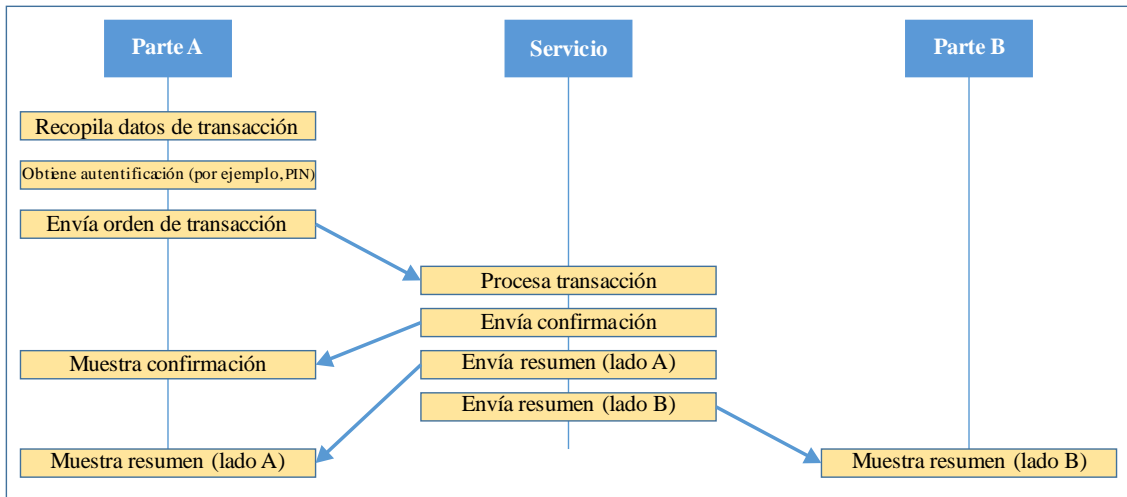 Parte A
Servicio
Parte B
Recopila datos de transacción
Obtiene autentificación (por ejemplo, PIN)
Envía orden de transacción
Procesa transacción
Envía confirmación
Muestra confirmación
Envía resumen (lado A)
Envía resumen (lado B)
Muestra resumen (lado A)
Muestra resumen (lado B)